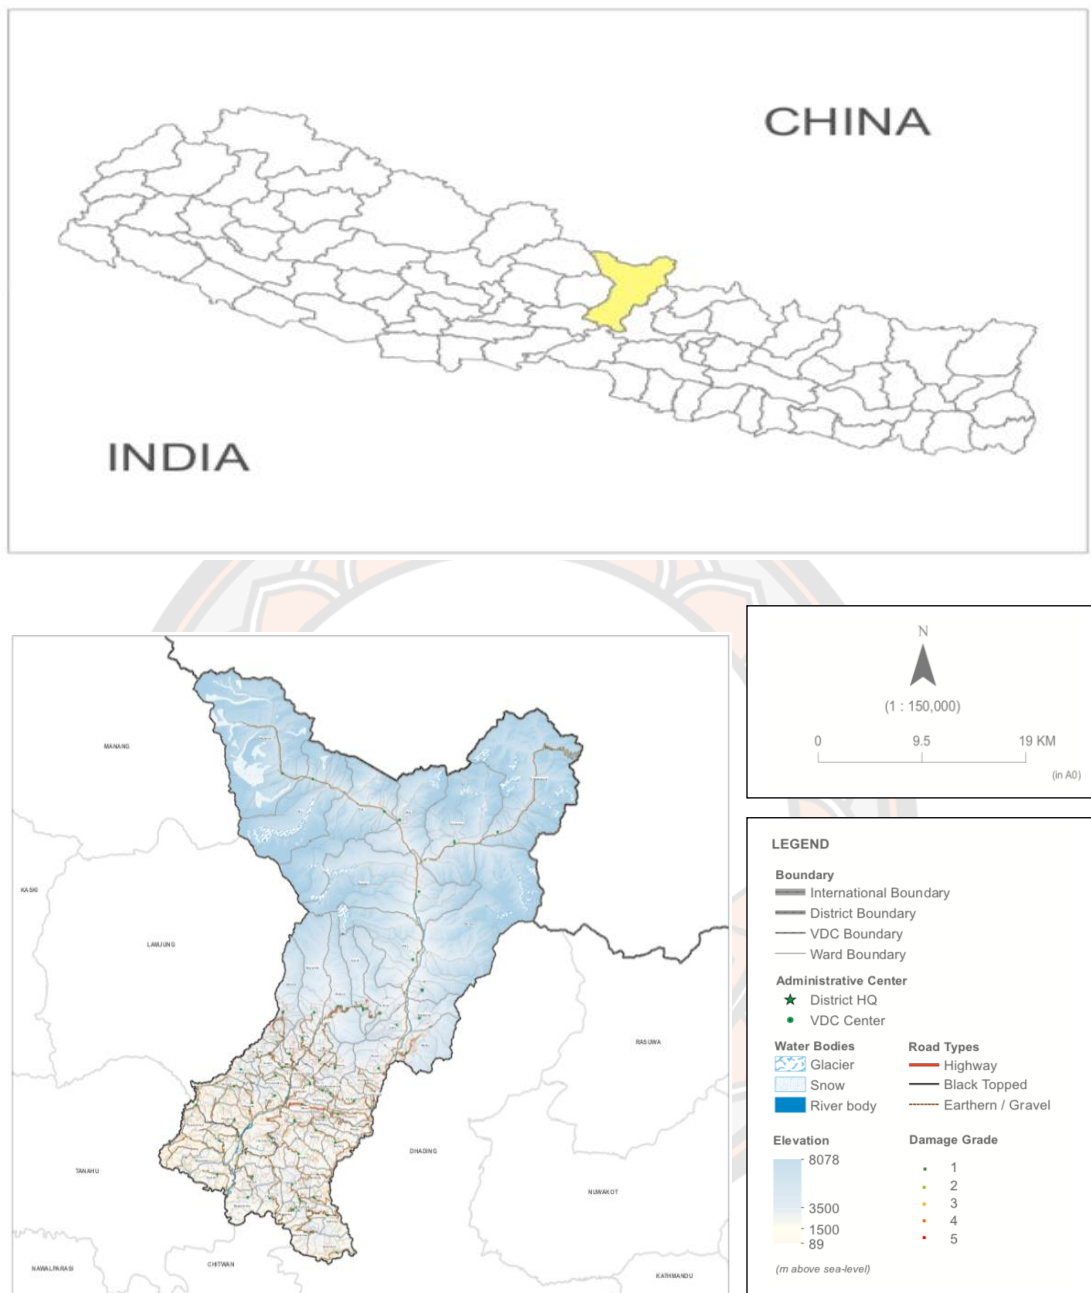 CHINA
INDIA
N
(1 : 150,000)
0 9.5 19 KM
(in A0)
MANANG
KASKI
LAMJUNG
RASUWA
DHADING
TANAHU
NUWAKOT
CHITWAN
NAWALPARASI
KATHMANDU
LEGEND
Boundary
International Boundary
District Boundary
VDC Boundary
Ward Boundary
Administrative Center
District HQ
VDC Center
Water Bodies
Glacier
Snow
River body
Road Types
Highway
Black Topped
Earthern / Gravel
Elevation
8078
3500
1500
89
(m above sea-level)
Damage Grade
1
2
3
4
5